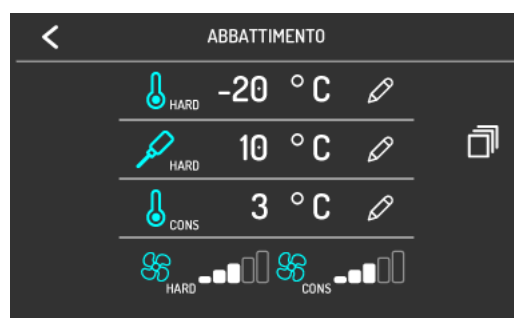 ABBATTIMENTO
HARD -20 °C
HARD 10 °C
CONS 3 °C
HARD CONS